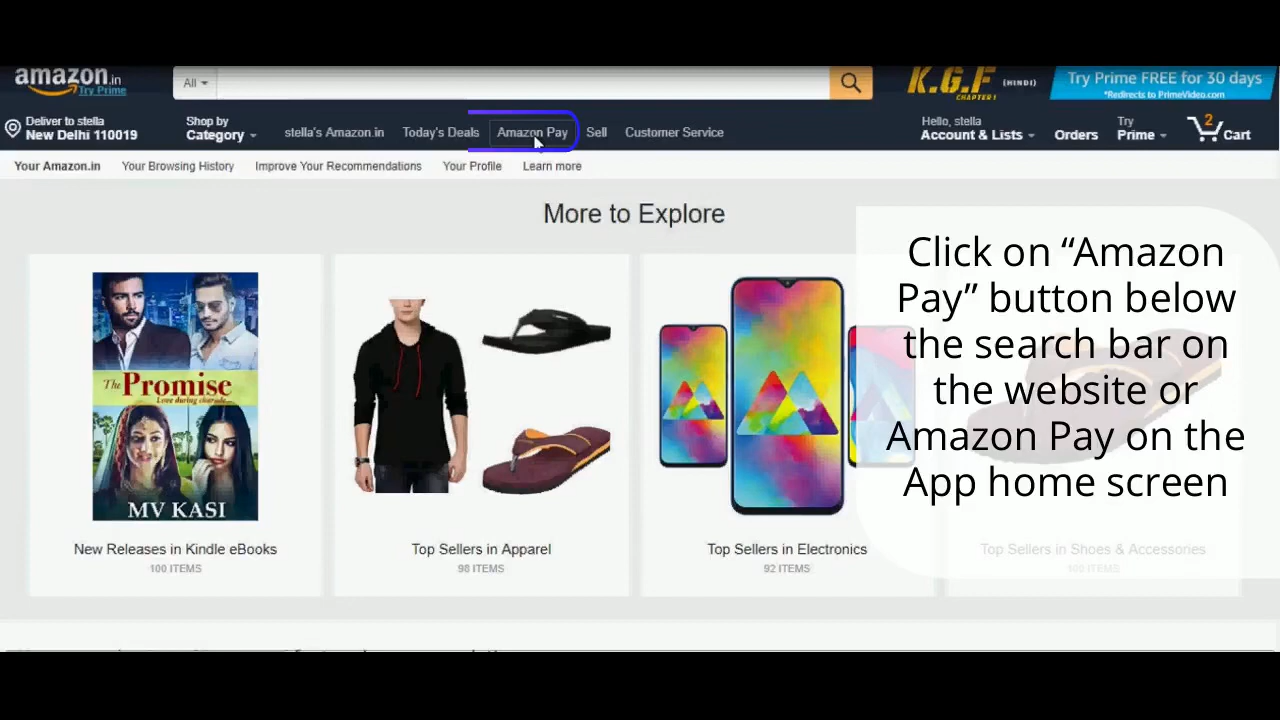 amazon.in
Try Prime
All
K.G.F (HINDI)
CHAPTER 1
Try Prime FREE for 30 days
*Redirects to PrimeVideo.com
Deliver to stella
New Delhi 110019
Shop by
Category
stella's Amazon.in
Today's Deals
Amazon Pay
Sell
Customer Service
Hello, stella
Account & Lists
Orders
Try
Prime
2
Cart
Your Amazon.in
Your Browsing History
Improve Your Recommendations
Your Profile
Learn more
More to Explore
Click on “Amazon
Pay” button below
the search bar on
the website or
Amazon Pay on the
App home screen
The Promise
Love during charade...
MV KASI
New Releases in Kindle eBooks
100 ITEMS
Top Sellers in Apparel
98 ITEMS
Top Sellers in Electronics
92 ITEMS
Top Sellers in Shoes & Accessories
100 ITEMS